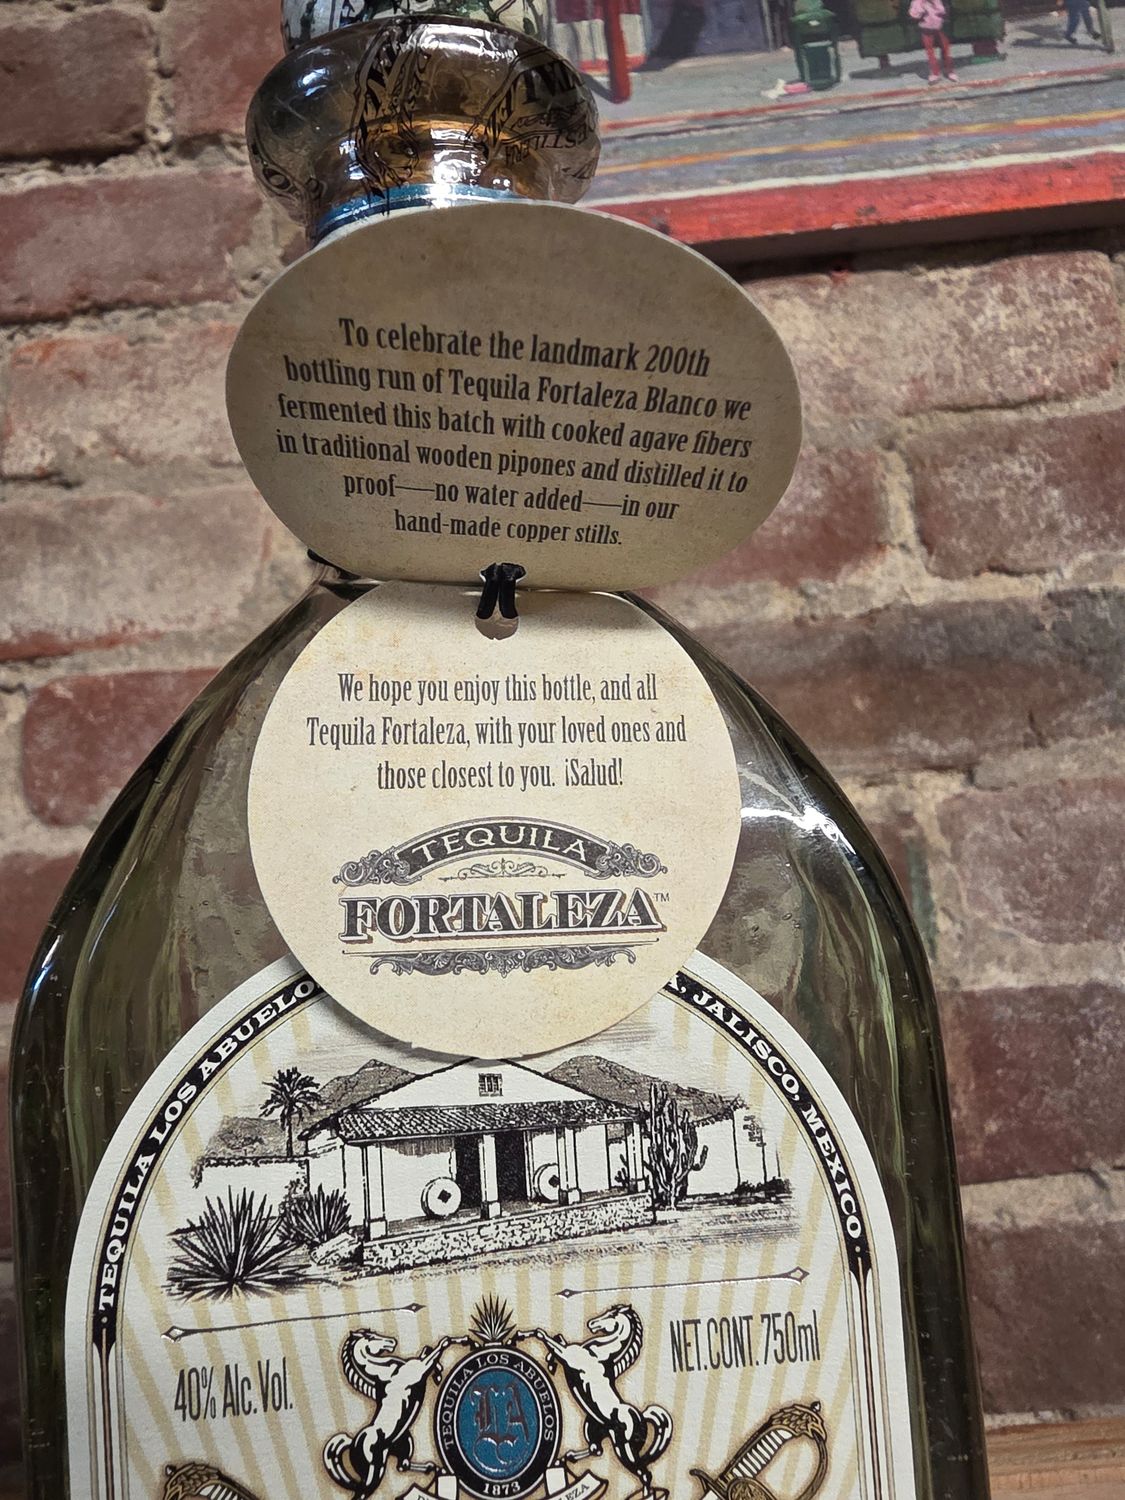 To celebrate the landmark 200th
bottling run of Tequila Fortaleza Blanco we
fermented this batch with cooked agave fibers
in traditional wooden pipones and distilled it to
proof——no water added——in our
hand-made copper stills.
We hope you enjoy this bottle, and all
Tequila Fortaleza, with your loved ones and
those closest to you. ¡Salud!
TEQUILA
FORTALEZA™
· TEQUILA LOS ABUELO
, JALISCO, MEXICO ·
40% Alc.Vol.
NET.CONT. 750ml
TEQUILA LOS ABUELOS
LA
1873